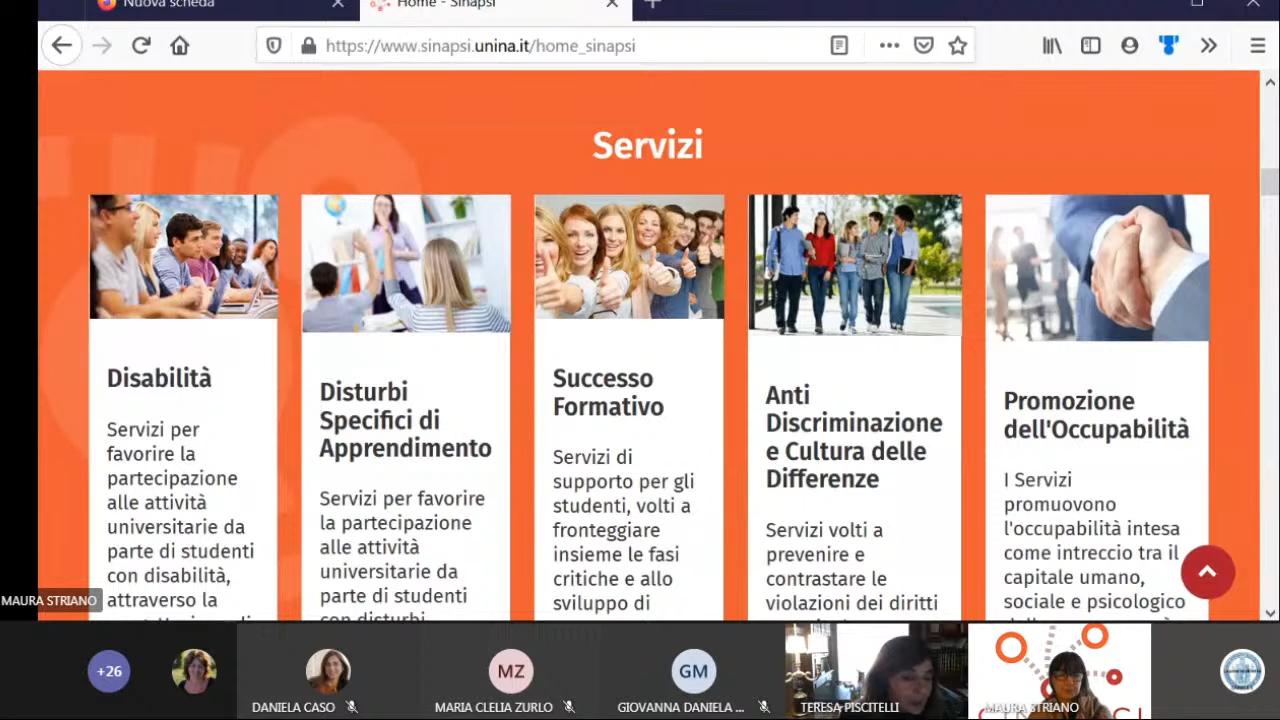 Nuova scheda
Home - Sinapsi
https://www.sinapsi.unina.it/home_sinapsi
Servizi
Disabilità
Servizi per
favorire la
partecipazione
alle attività
universitarie da
parte di studenti
con disabilità,
attraverso la
Disturbi
Specifici di
Apprendimento
Servizi per favorire
la partecipazione
alle attività
universitarie da
parte di studenti
con disturbi
Successo
Formativo
Servizi di
supporto per gli
studenti, volti a
fronteggiare
insieme le fasi
critiche e allo
sviluppo di
Anti
Discriminazione
e Cultura delle
Differenze
Servizi volti a
prevenire e
contrastare le
violazioni dei diritti
Promozione
dell'Occupabilità
I Servizi
promuovono
l'occupabilità intesa
come intreccio tra il
capitale umano,
sociale e psicologico
MAURA STRIANO
+26
DANIELA CASO
MZ
MARIA CLELIA ZURLO
GM
GIOVANNA DANIELA ...
TERESA PISCITELLI
MAURA STRIANO